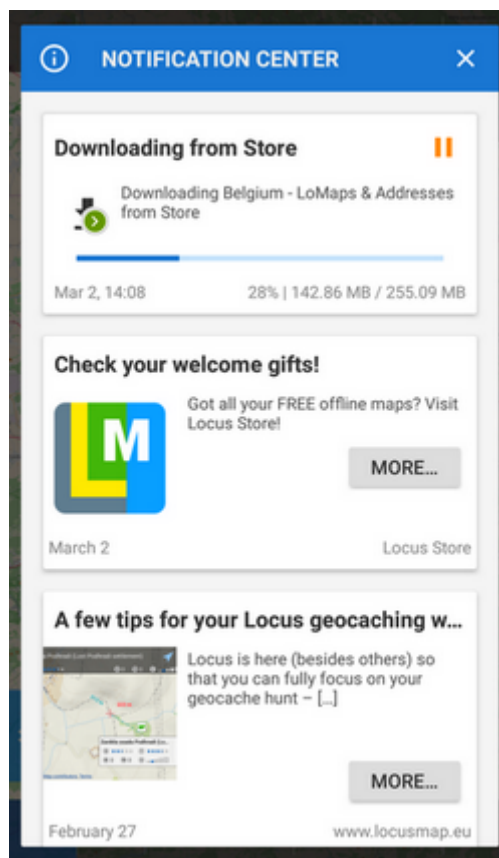 NOTIFICATION CENTER
Downloading from Store
Downloading Belgium - LoMaps & Addresses
from Store
Mar 2, 14:08
28% | 142.86 MB / 255.09 MB
Check your welcome gifts!
LM
Got all your FREE offline maps? Visit
Locus Store!
MORE...
March 2
Locus Store
A few tips for your Locus geocaching w...
Locus is here (besides others) so
that you can fully focus on your
geocache hunt – [...]
MORE...
February 27
www.locusmap.eu